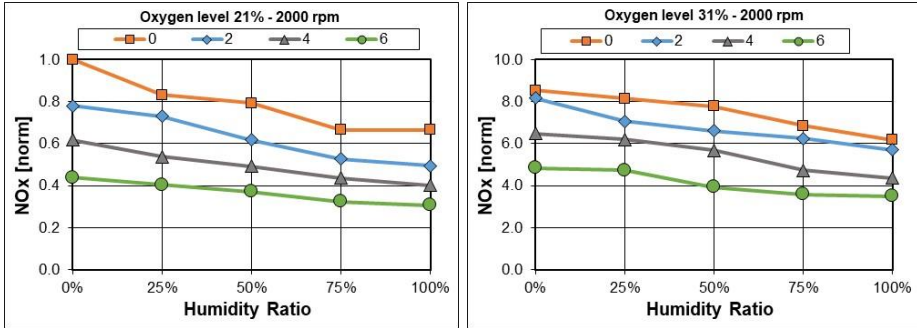 Oxygen level 21% - 2000 rpm
0 2 4 6
NOx [norm]
1.0
0.8
0.6
0.4
0.2
0.0
0% 25% 50% 75% 100%
Humidity Ratio
Oxygen level 31% - 2000 rpm
0 2 4 6
NOx [norm]
10.0
8.0
6.0
4.0
2.0
0.0
0% 25% 50% 75% 100%
Humidity Ratio